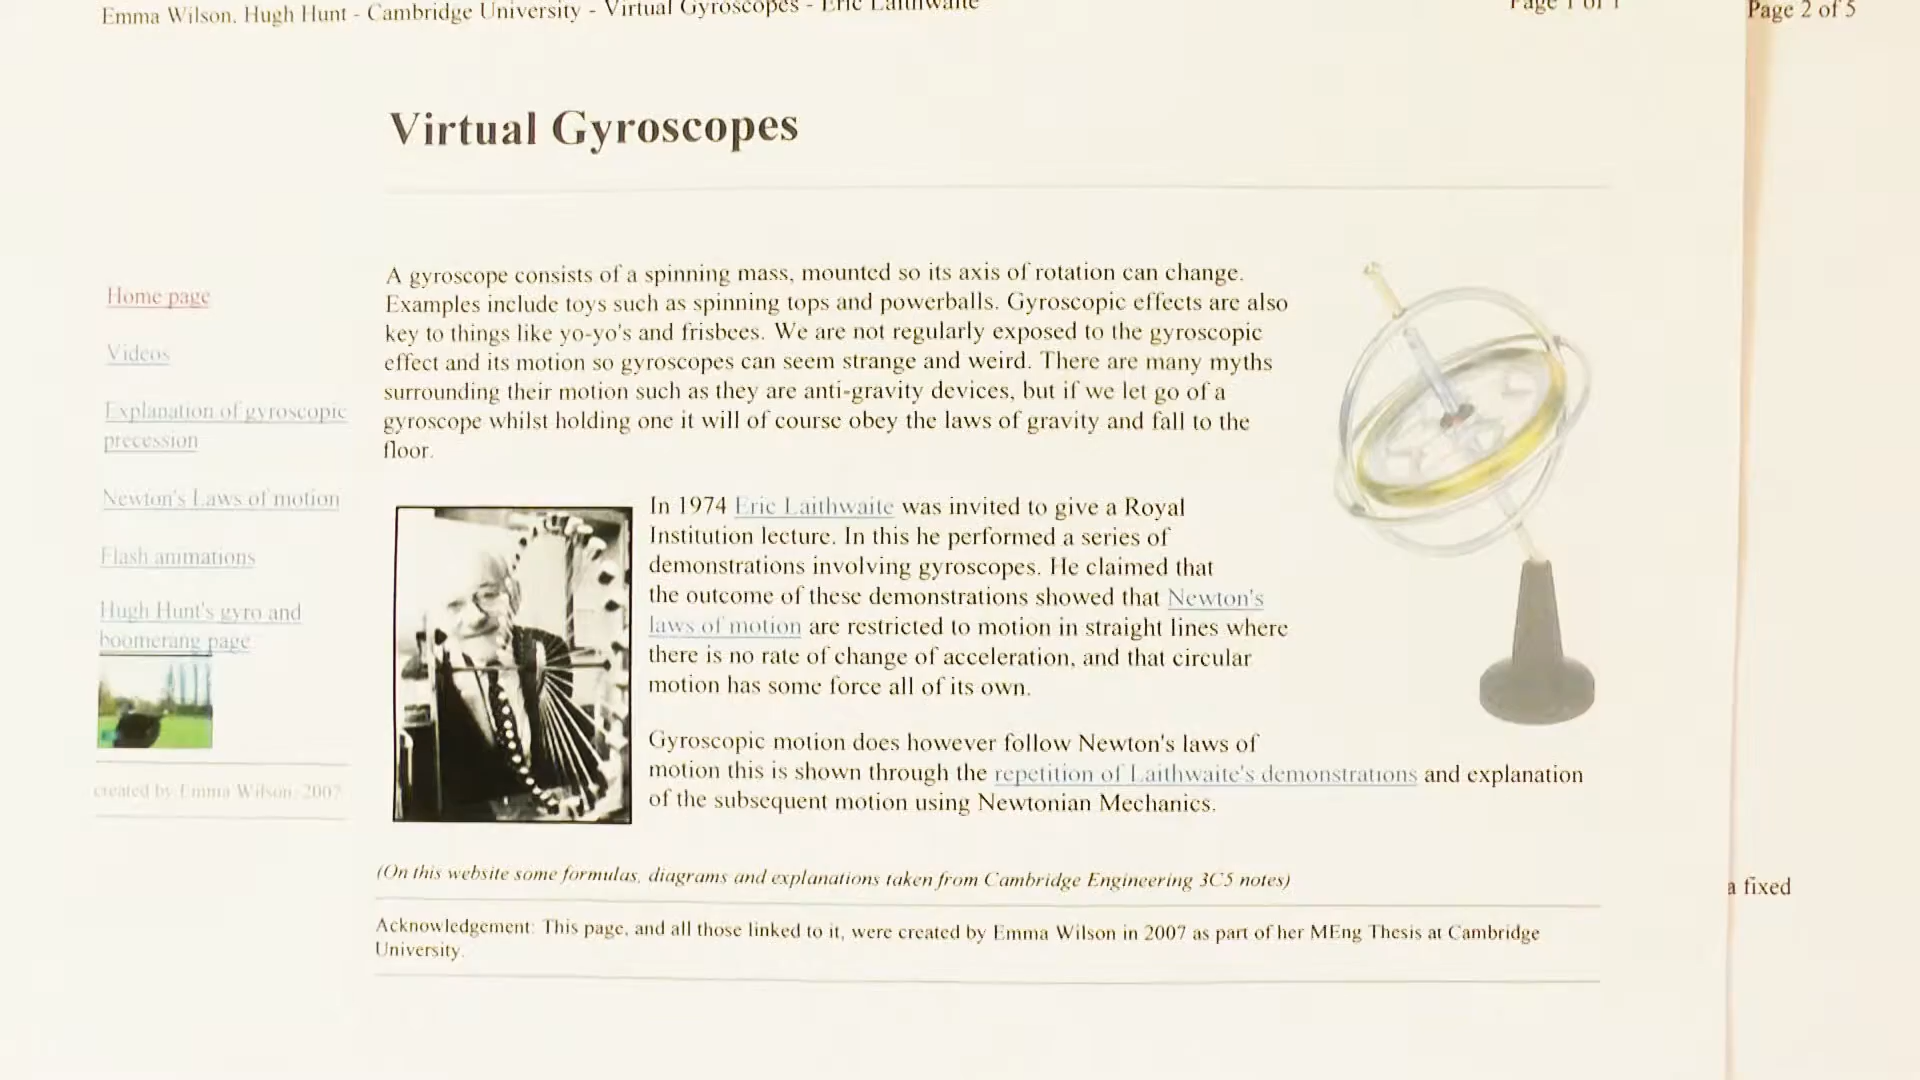 Emma Wilson, Hugh Hunt - Cambridge University - Virtual Gyroscopes - Eric Laithwaite
Page 1 of 1
Page 2 of 5
Virtual Gyroscopes
Home page
Videos
Explanation of gyroscopic
precession
Newton's Laws of motion
Flash animations
Hugh Hunt's gyro and
boomerang page
created by Emma Wilson, 2007
A gyroscope consists of a spinning mass, mounted so its axis of rotation can change.
Examples include toys such as spinning tops and powerballs. Gyroscopic effects are also
key to things like yo-yo's and frisbees. We are not regularly exposed to the gyroscopic
effect and its motion so gyroscopes can seem strange and weird. There are many myths
surrounding their motion such as they are anti-gravity devices, but if we let go of a
gyroscope whilst holding one it will of course obey the laws of gravity and fall to the
floor.
In 1974 Eric Laithwaite was invited to give a Royal
Institution lecture. In this he performed a series of
demonstrations involving gyroscopes. He claimed that
the outcome of these demonstrations showed that Newton's
laws of motion are restricted to motion in straight lines where
there is no rate of change of acceleration, and that circular
motion has some force all of its own.
Gyroscopic motion does however follow Newton's laws of
motion this is shown through the repetition of Laithwaite's demonstrations and explanation
of the subsequent motion using Newtonian Mechanics.
(On this website some formulas, diagrams and explanations taken from Cambridge Engineering 3C5 notes)
a fixed
Acknowledgement: This page, and all those linked to it, were created by Emma Wilson in 2007 as part of her MEng Thesis at Cambridge
University.